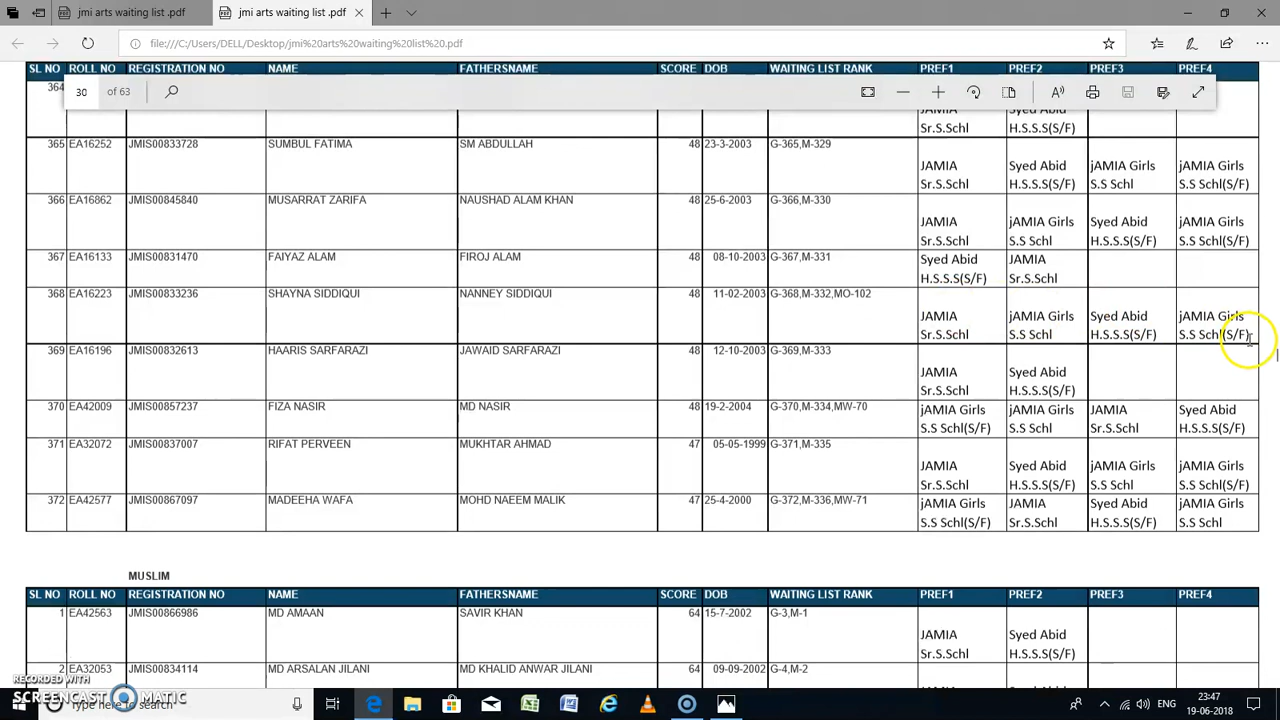 jmi arts waiting list .pdf
jmi arts waiting list .pdf
file:///C:/Users/DELL/Desktop/jmi%20arts%20waiting%20list%20.pdf
SL NO ROLL NO REGISTRATION NO NAME FATHERSNAME SCORE DOB WAITING LIST RANK PREF1 PREF2 PREF3 PREF4
30 of 63
364 JAMIA Sr.S.Schl Syed Abid H.S.S.S(S/F)
365 EA16252 JMIS00833728 SUMBUL FATIMA SM ABDULLAH 48 23-3-2003 G-365,M-329 JAMIA Sr.S.Schl Syed Abid H.S.S.S(S/F) jAMIA Girls S.S Schl jAMIA Girls S.S Schl(S/F)
366 EA16862 JMIS00845840 MUSARRAT ZARIFA NAUSHAD ALAM KHAN 48 25-6-2003 G-366,M-330 JAMIA Sr.S.Schl jAMIA Girls S.S Schl Syed Abid H.S.S.S(S/F) jAMIA Girls S.S Schl(S/F)
367 EA16133 JMIS00831470 FAIYAZ ALAM FIROJ ALAM 48 08-10-2003 G-367,M-331 Syed Abid H.S.S.S(S/F) JAMIA Sr.S.Schl
368 EA16223 JMIS00833236 SHAYNA SIDDIQUI NANNEY SIDDIQUI 48 11-02-2003 G-368,M-332,MO-102 JAMIA Sr.S.Schl jAMIA Girls S.S Schl Syed Abid H.S.S.S(S/F) jAMIA Girls S.S Schl(S/F)
369 EA16196 JMIS00832613 HAARIS SARFARAZI JAWAID SARFARAZI 48 12-10-2003 G-369,M-333 JAMIA Sr.S.Schl Syed Abid H.S.S.S(S/F)
370 EA42009 JMIS00857237 FIZA NASIR MD NASIR 48 19-2-2004 G-370,M-334,MW-70 jAMIA Girls S.S Schl(S/F) jAMIA Girls S.S Schl JAMIA Sr.S.Schl Syed Abid H.S.S.S(S/F)
371 EA32072 JMIS00837007 RIFAT PERVEEN MUKHTAR AHMAD 47 05-05-1999 G-371,M-335 JAMIA Sr.S.Schl Syed Abid H.S.S.S(S/F) jAMIA Girls S.S Schl jAMIA Girls S.S Schl(S/F)
372 EA42577 JMIS00867097 MADEEHA WAFA MOHD NAEEM MALIK 47 25-4-2000 G-372,M-336,MW-71 jAMIA Girls S.S Schl(S/F) JAMIA Sr.S.Schl Syed Abid H.S.S.S(S/F) jAMIA Girls S.S Schl
MUSLIM
SL NO ROLL NO REGISTRATION NO NAME FATHERSNAME SCORE DOB WAITING LIST RANK PREF1 PREF2 PREF3 PREF4
1 EA42563 JMIS00866986 MD AMAAN SAVIR KHAN 64 15-7-2002 G-3,M-1 JAMIA Sr.S.Schl Syed Abid H.S.S.S(S/F)
2 EA32053 JMIS00834114 MD ARSALAN JILANI MD KHALID ANWAR JILANI 64 09-09-2002 G-4,M-2
RECORDED WITH
SCREENCAST MATIC
Type here to search
ENG
23:47
19-06-2018